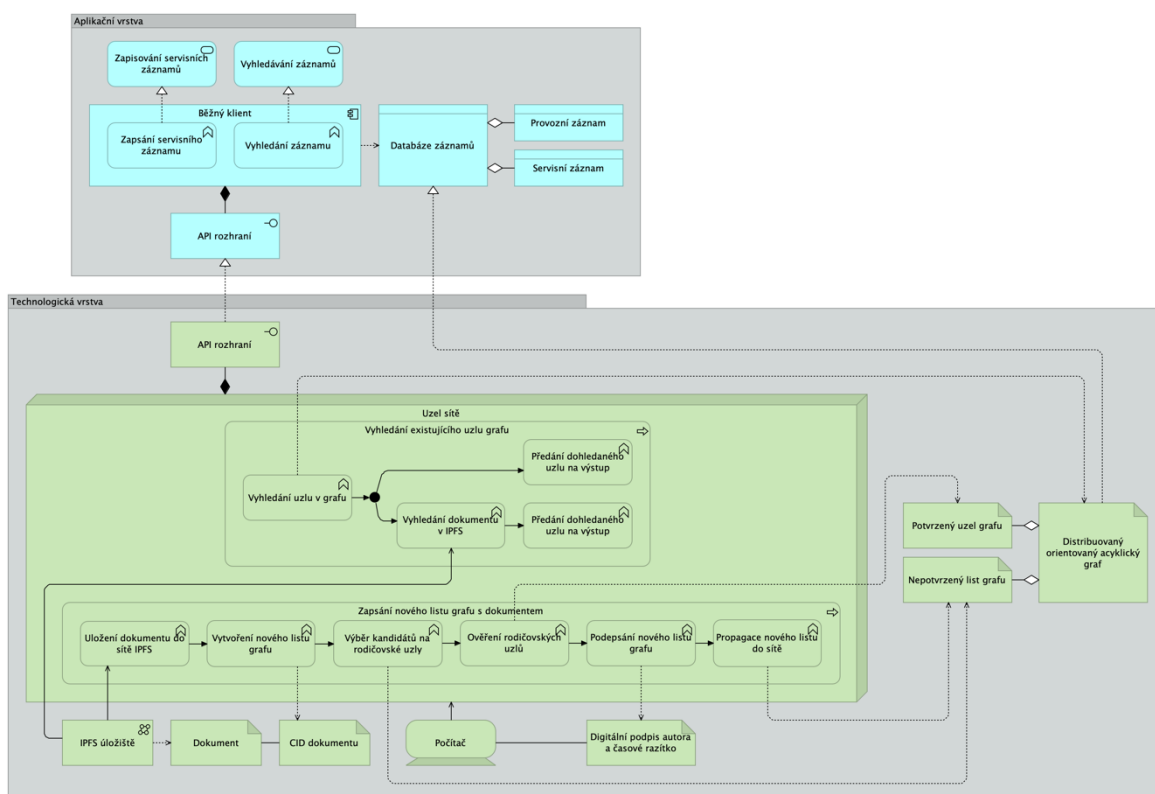 Aplikační vrstva
Zapisování servisních
záznamů
Vyhledávání záznamů
Běžný klient
Zapsání servisního
záznamu
Vyhledání záznamu
Databáze záznamů
Provozní záznam
Servisní záznam
API rozhraní
Technologická vrstva
API rozhraní
Uzel sítě
Vyhledání existujícího uzlu grafu
Vyhledání uzlu v grafu
Předání dohledaného
uzlu na výstup
Vyhledání dokumentu
v IPFS
Předání dohledaného
uzlu na výstup
Potvrzený uzel grafu
Nepotvrzený list grafu
Distribuovaný
orientovaný acyklický
graf
Zapsání nového listu grafu s dokumentem
Uložení dokumentu do
sítě IPFS
Vytvoření nového listu
grafu
Výběr kandidátů na
rodičovské uzly
Ověření rodičovských
uzlů
Podepsání nového listu
grafu
Propagace nového listu
do sítě
IPFS úložiště
Dokument
CID dokumentu
Počítač
Digitální podpis autora
a časové razítko